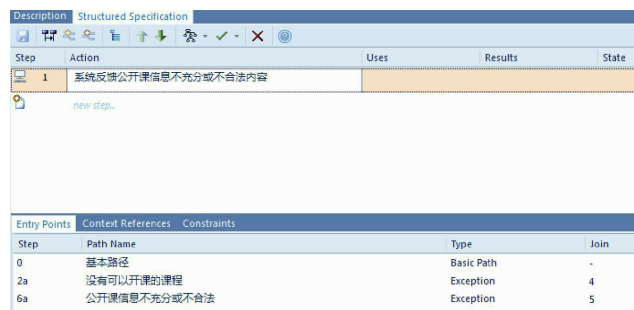 Description Structured Specification
Step Action Uses Results State
1 系统反馈公开课信息不充分或不合法内容
new step...
Entry Points Context References Constraints
Step Path Name Type Join
0 基本路径 Basic Path -
2a 没有可以开课的课程 Exception 4
6a 公开课信息不充分或不合法 Exception 5